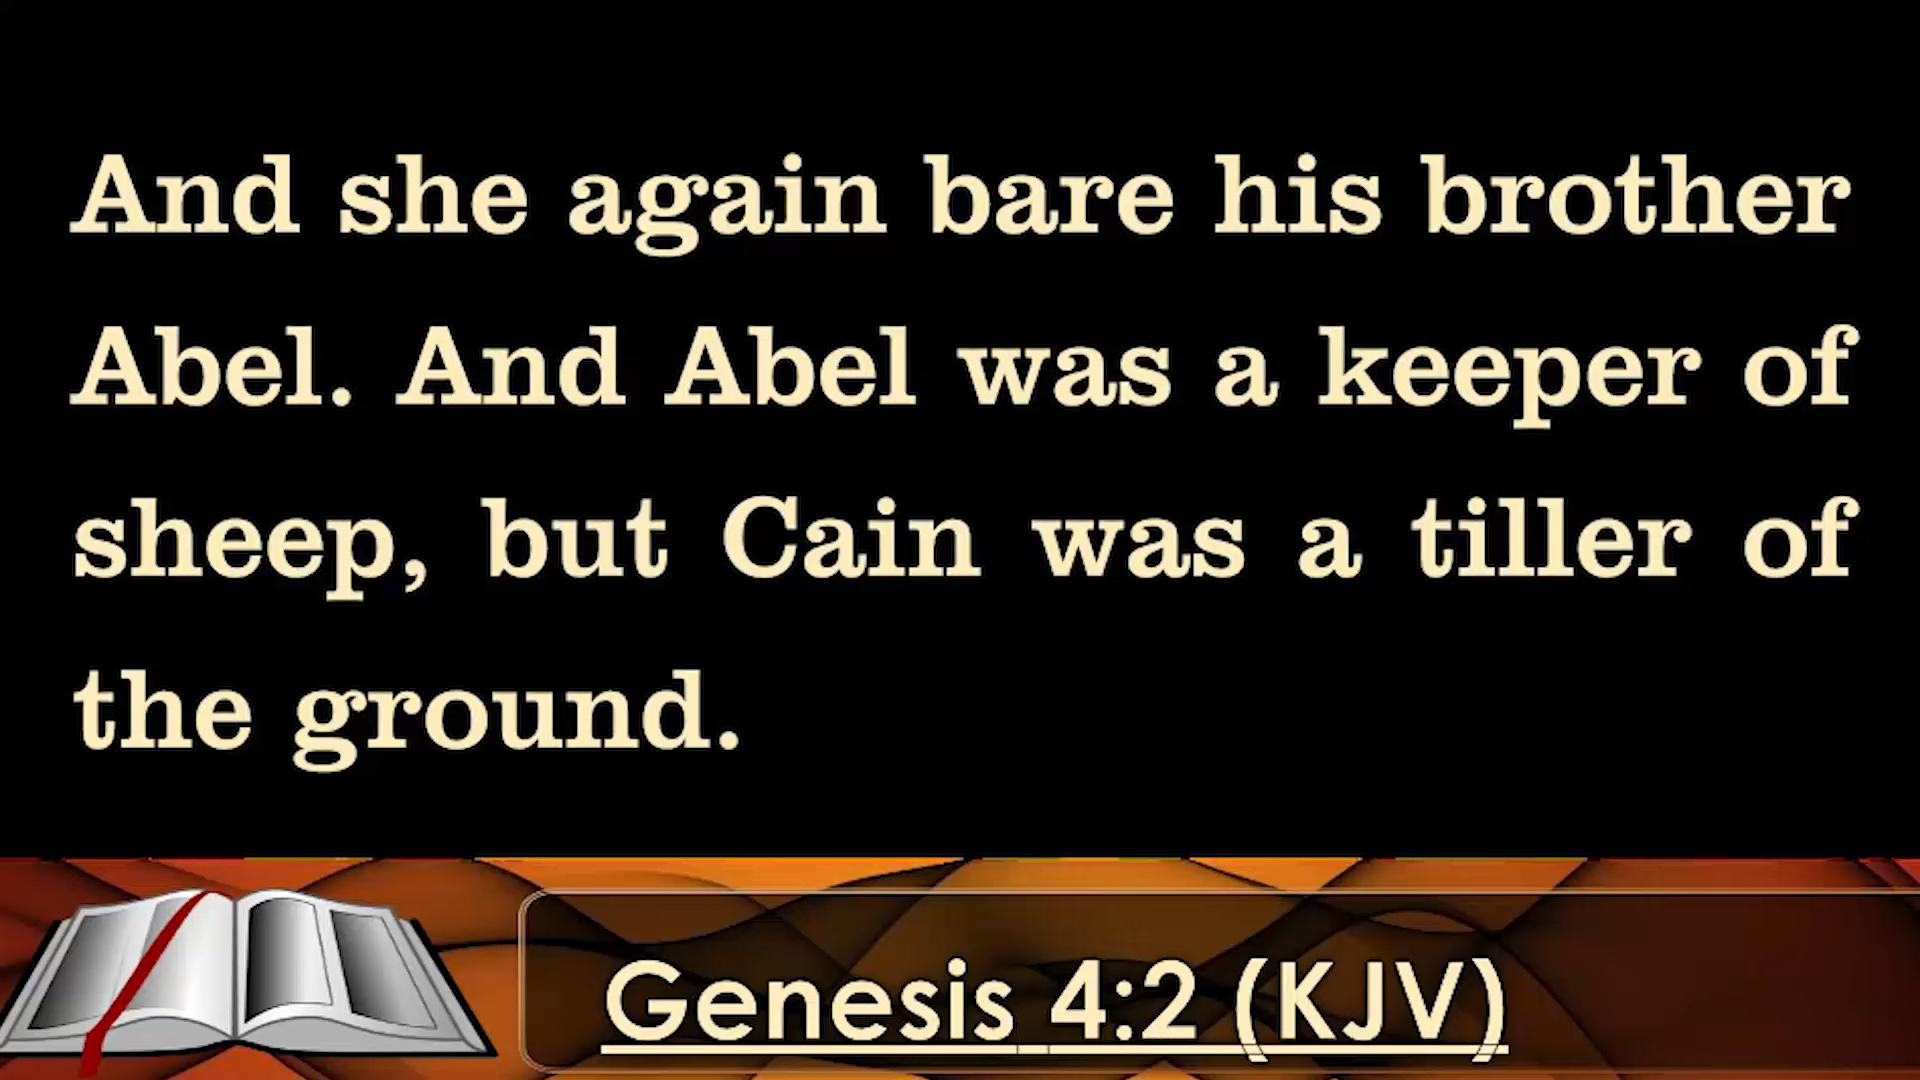 And she again bare his brother
Abel. And Abel was a keeper of
sheep, but Cain was a tiller of
the ground.
Genesis 4:2 (KJV)